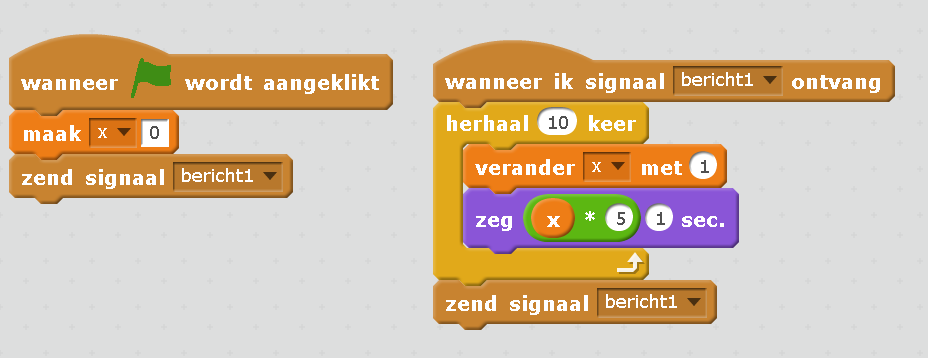 wanneer wordt aangeklikt
maak x 0
zend signaal bericht1
wanneer ik signaal bericht1 ontvang
herhaal 10 keer
verander x met 1
zeg x * 5 1 sec.
zend signaal bericht1